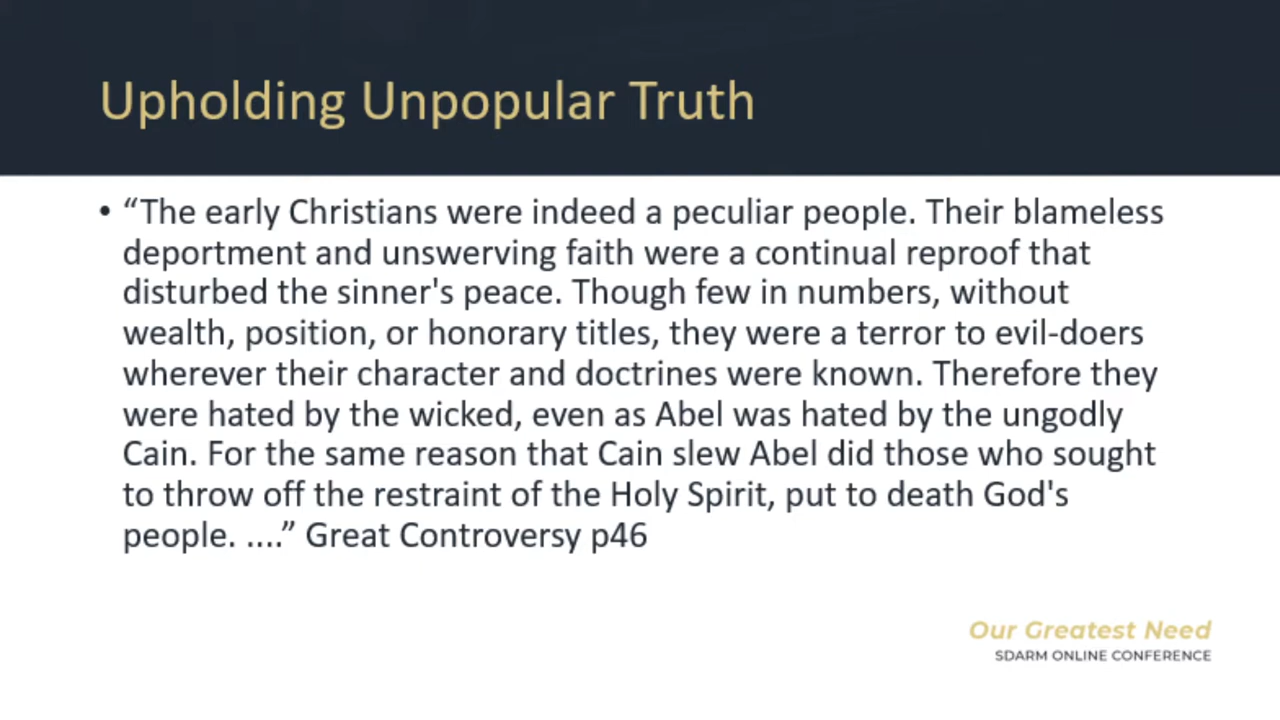 Upholding Unpopular Truth
• “The early Christians were indeed a peculiar people. Their blameless
deportment and unswerving faith were a continual reproof that
disturbed the sinner's peace. Though few in numbers, without
wealth, position, or honorary titles, they were a terror to evil-doers
wherever their character and doctrines were known. Therefore they
were hated by the wicked, even as Abel was hated by the ungodly
Cain. For the same reason that Cain slew Abel did those who sought
to throw off the restraint of the Holy Spirit, put to death God's
people. ....” Great Controversy p46
Our Greatest Need
SDARM ONLINE CONFERENCE